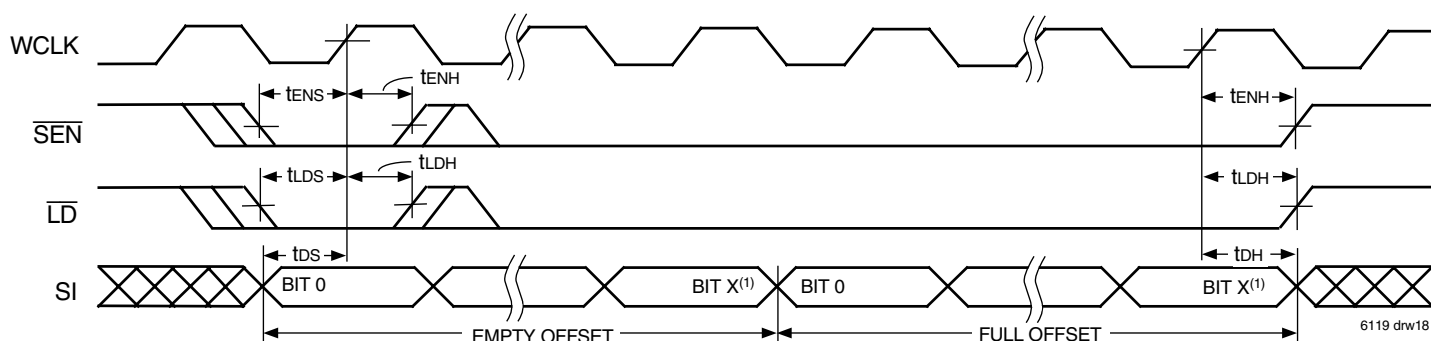 WCLK
tENS
tENH
tENH
SEN
tLDS
tLDH
tLDH
LD
tDS
tDH
SI
BIT 0
BIT X(1)
BIT 0
BIT X(1)
EMPTY OFFSET
FULL OFFSET
6119 drw18